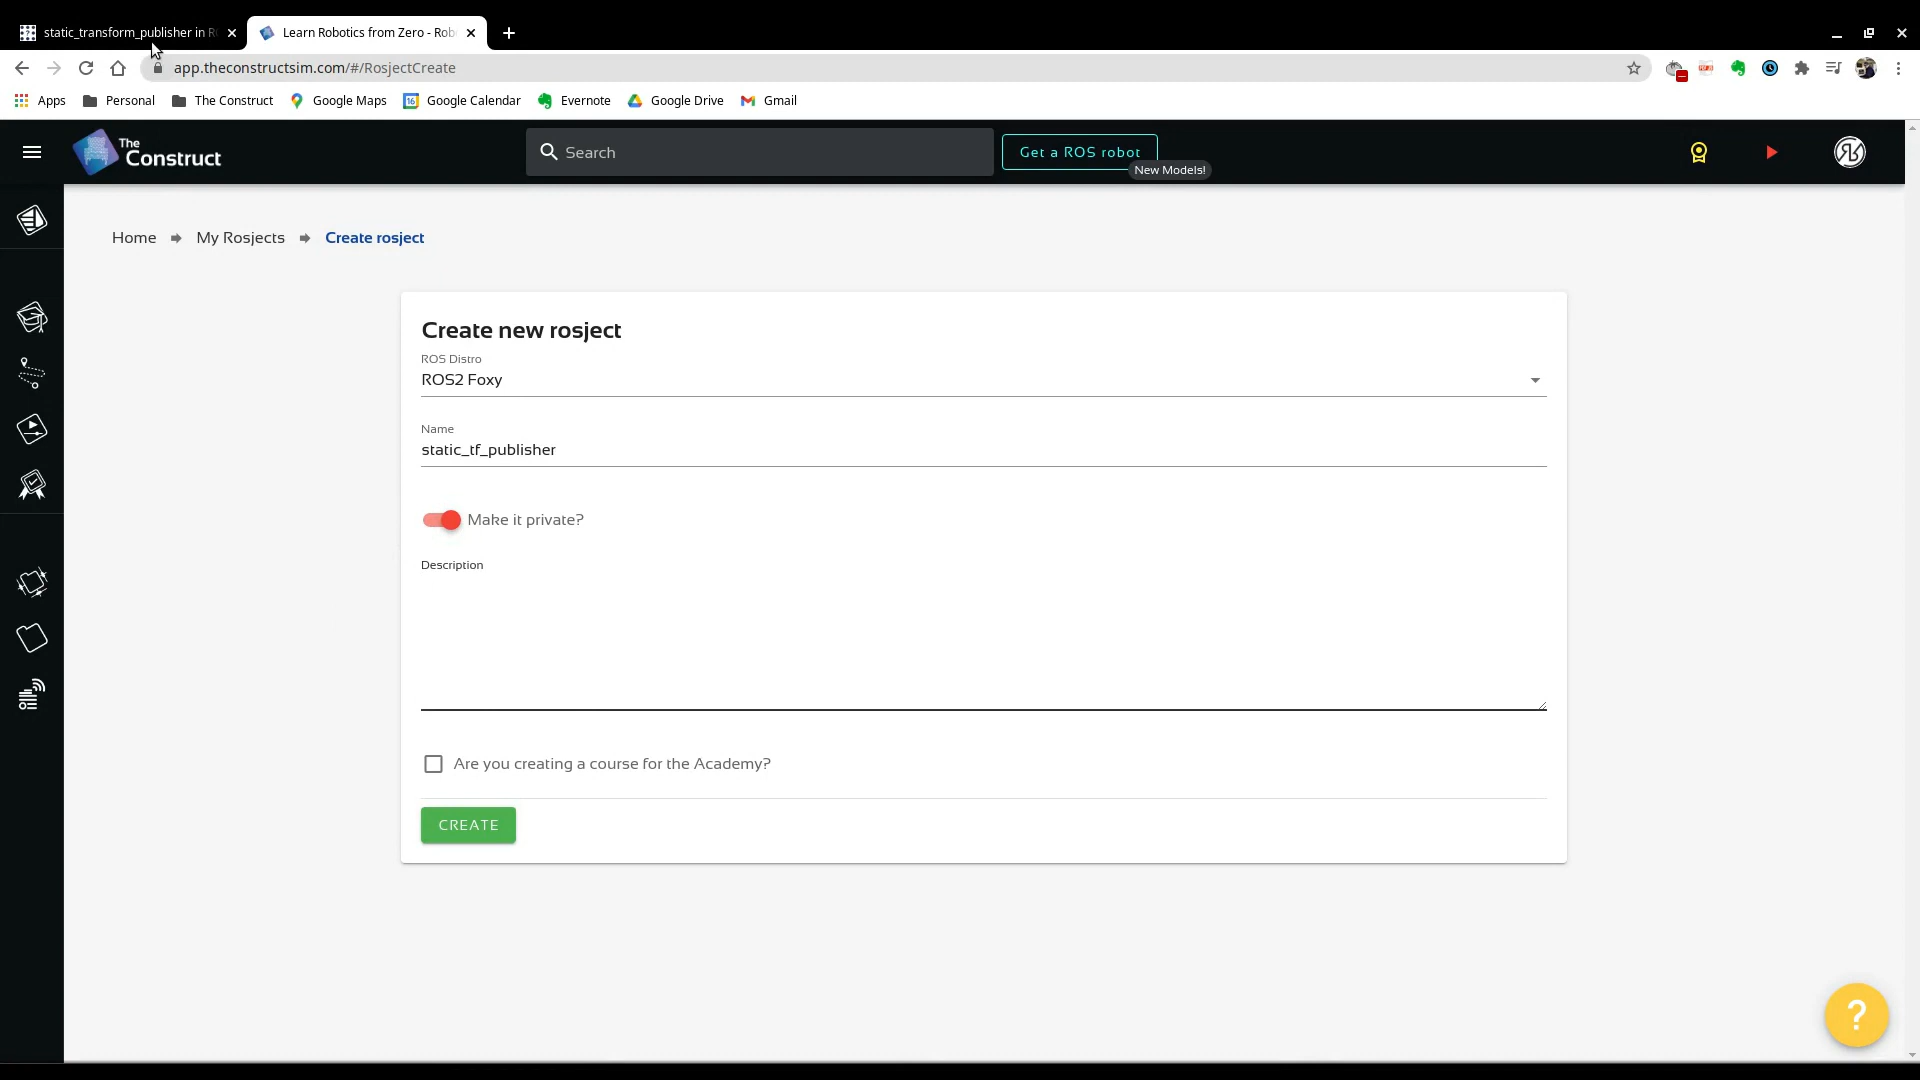 static_transform_publisher in R
Learn Robotics from Zero - Rob
app.theconstructsim.com/#/RosjectCreate
Apps Personal The Construct Google Maps 16 Google Calendar Evernote Google Drive Gmail
The Construct
Search
Get a ROS robot
New Models!
Home My Rosjects Create rosject
Create new rosject
ROS Distro
ROS2 Foxy
Name
static_tf_publisher
Make it private?
Description
Are you creating a course for the Academy?
CREATE
?